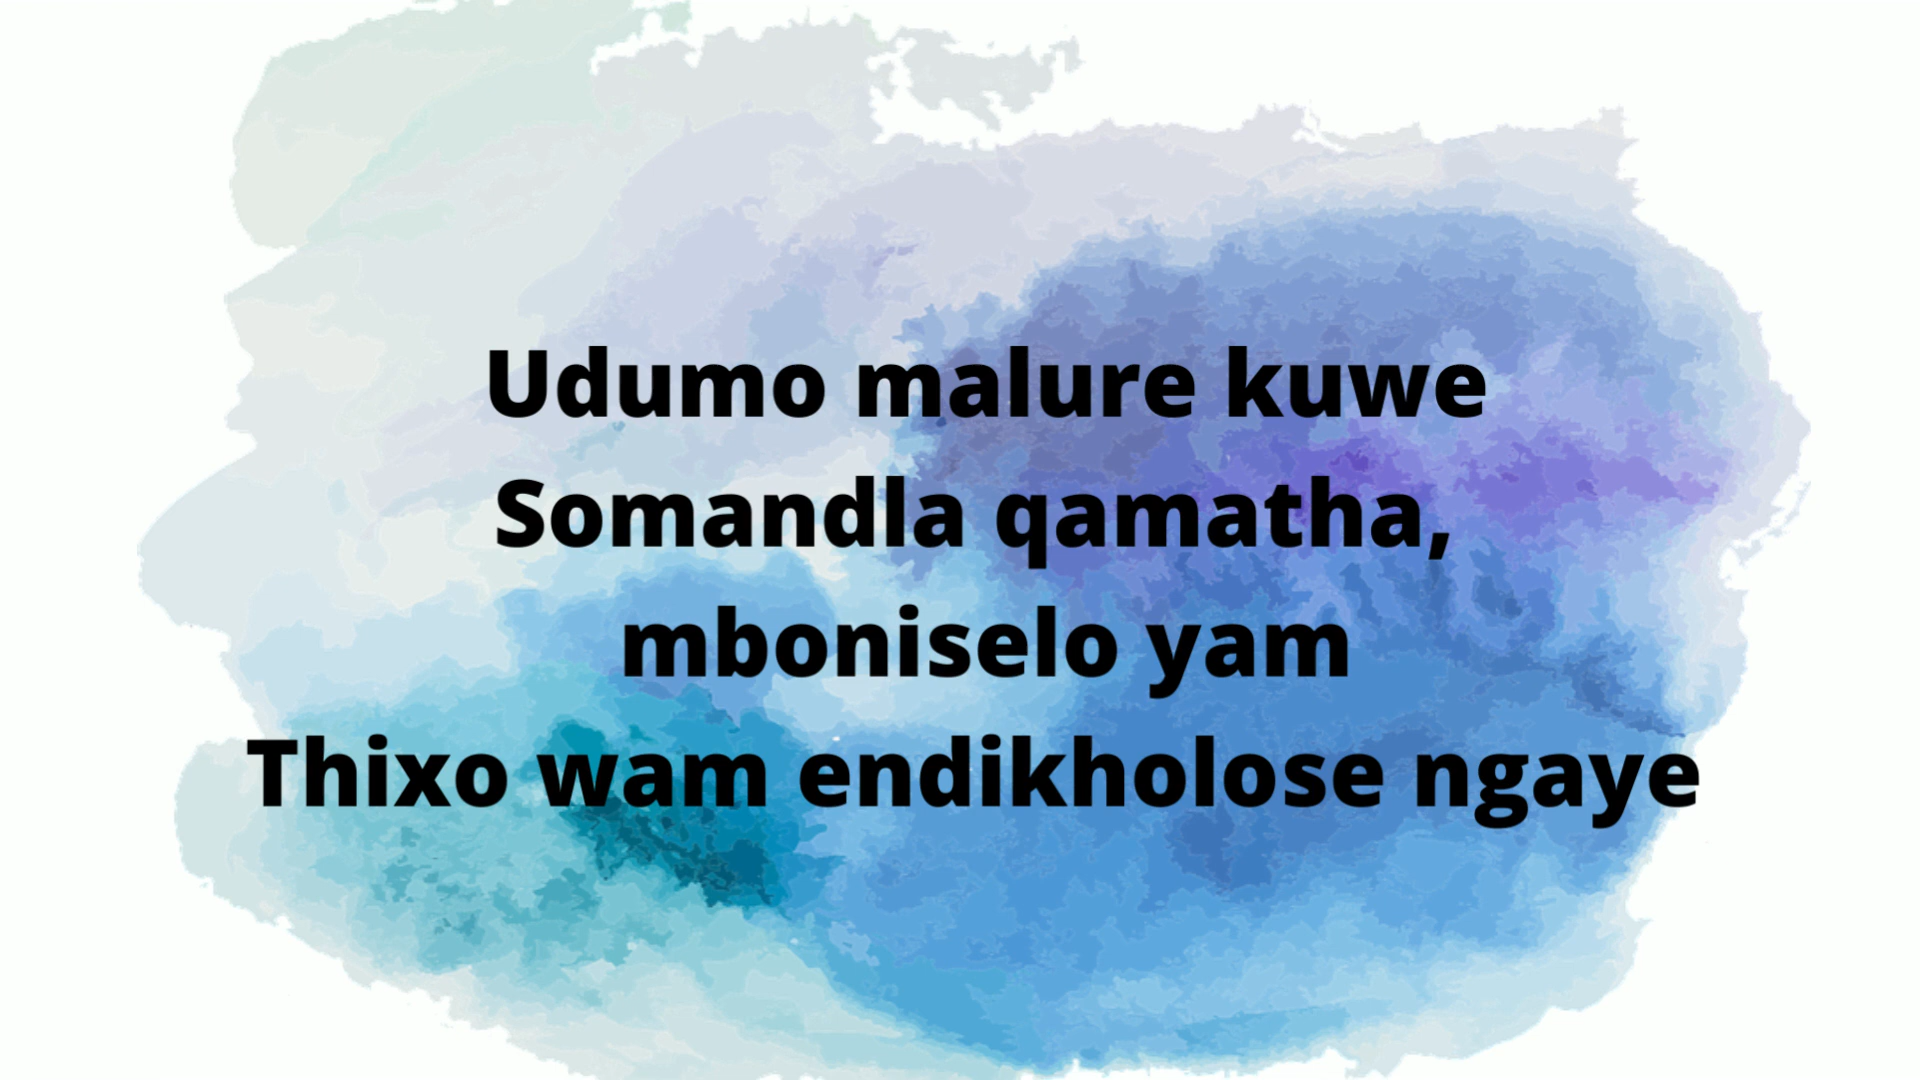 Udumo malure kuwe
Somandla qamatha,
mboniselo yam
Thixo wam endikholose ngaye